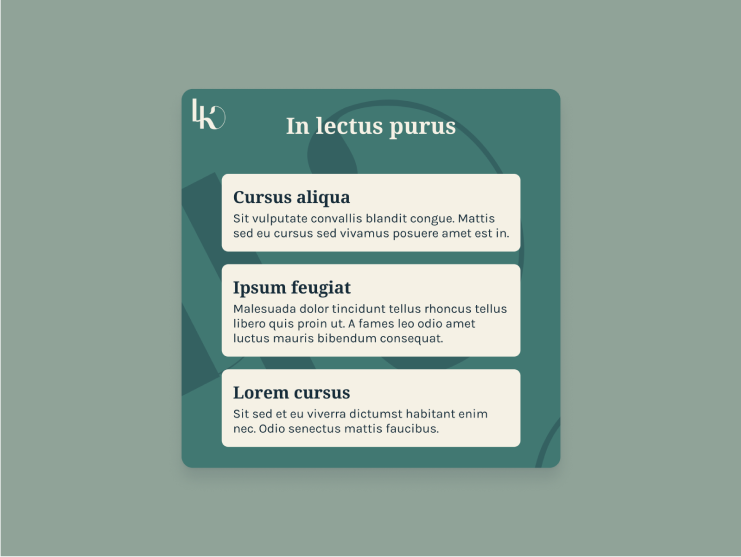 LKO
In lectus purus
Cursus aliqua
Sit vulputate convallis blandit congue. Mattis
sed eu cursus sed vivamus posuere amet est in.
Ipsum feugiat
Malesuada dolor tincidunt tellus rhoncus tellus
libero quis proin ut. A fames leo odio amet
luctus mauris bibendum consequat.
Lorem cursus
Sit sed et eu viverra dictumst habitant enim
nec. Odio senectus mattis faucibus.